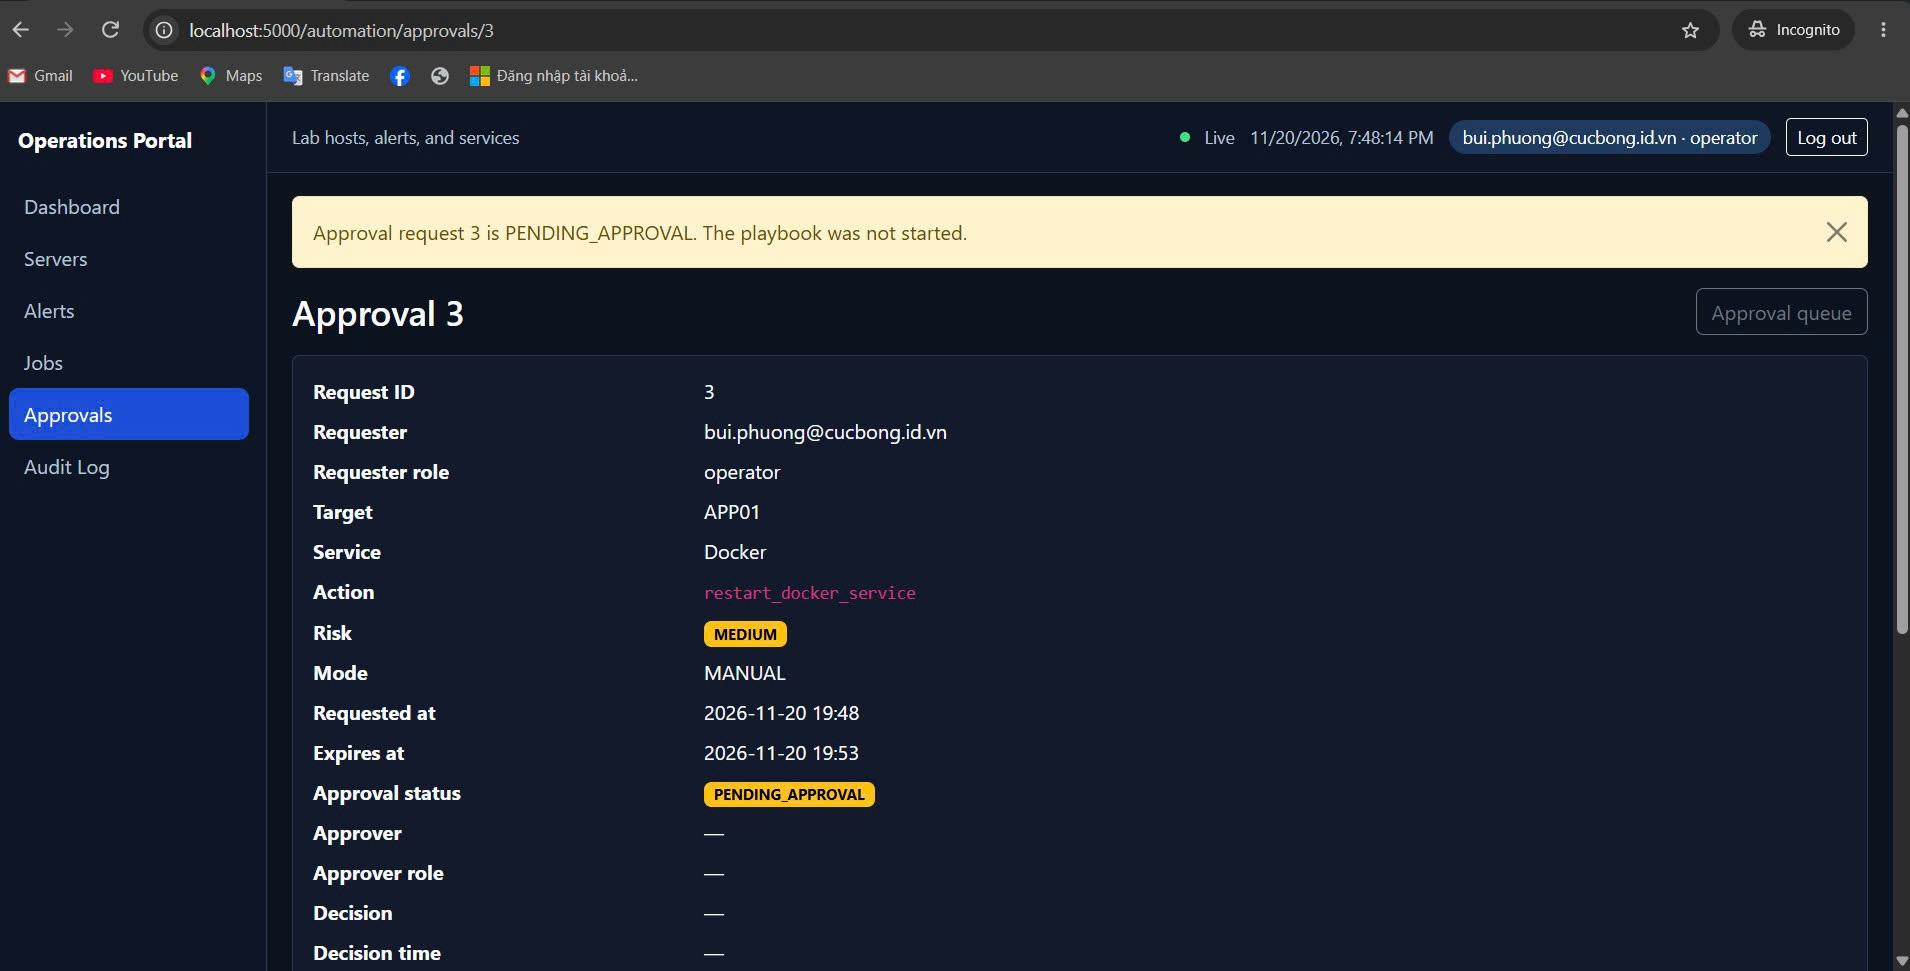 localhost:5000/automation/approvals/3
Incognito
Gmail YouTube Maps Translate Đăng nhập tài khoả...
Operations Portal
Lab hosts, alerts, and services
Live 11/20/2026, 7:48:14 PM bui.phuong@cucbong.id.vn · operator Log out
Dashboard
Servers
Alerts
Jobs
Approvals
Audit Log
Approval request 3 is PENDING_APPROVAL. The playbook was not started.
Approval 3
Approval queue
Request ID 3
Requester bui.phuong@cucbong.id.vn
Requester role operator
Target APP01
Service Docker
Action restart_docker_service
Risk MEDIUM
Mode MANUAL
Requested at 2026-11-20 19:48
Expires at 2026-11-20 19:53
Approval status PENDING_APPROVAL
Approver —
Approver role —
Decision —
Decision time —